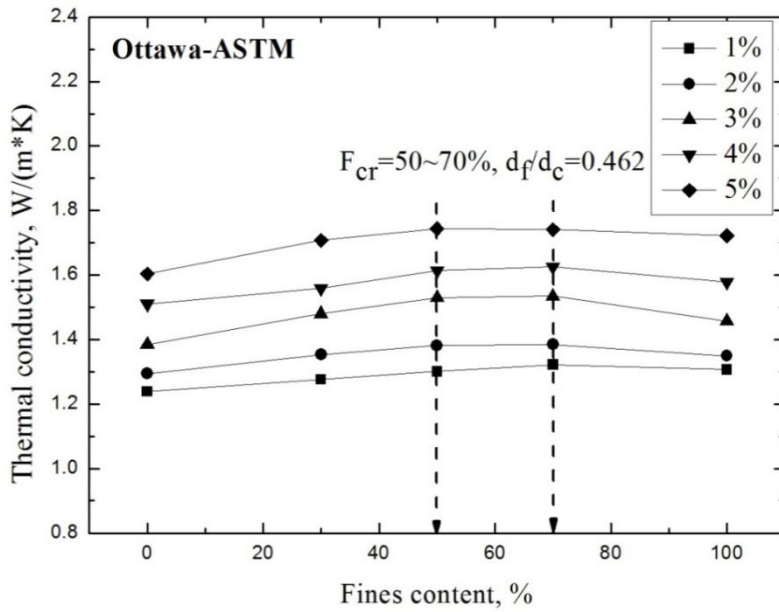 2.4
2.2
2.0
1.8
1.6
1.4
1.2
1.0
0.8
Thermal conductivity, W/(m*K)
Ottawa-ASTM
1%
2%
3%
4%
5%
Fcr=50~70%, df/dc=0.462
0 20 40 60 80 100
Fines content, %